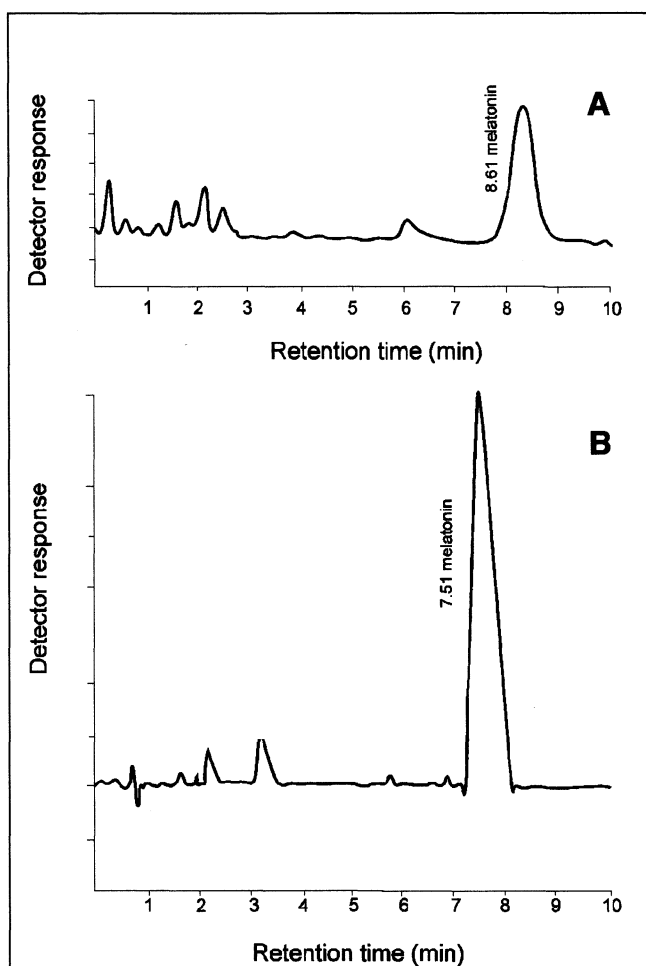 A
Detector response
8.61 melatonin
1 2 3 4 5 6 7 8 9 10
Retention time (min)
B
Detector response
7.51 melatonin
1 2 3 4 5 6 7 8 9 10
Retention time (min)